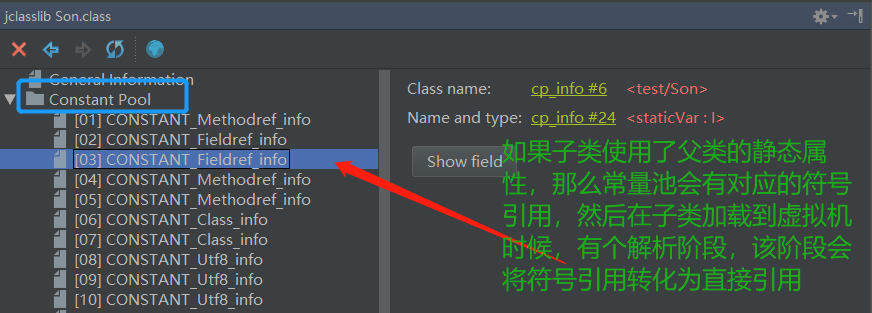 jclasslib Son.class
General Information
Constant Pool
[01] CONSTANT_Methodref_info
[02] CONSTANT_Fieldref_info
[03] CONSTANT_Fieldref_info
[04] CONSTANT_Methodref_info
[05] CONSTANT_Methodref_info
[06] CONSTANT_Class_info
[07] CONSTANT_Class_info
[08] CONSTANT_Utf8_info
[09] CONSTANT_Utf8_info
[10] CONSTANT_Utf8_info
Class name: cp_info #6 <test/Son>
Name and type: cp_info #24 <staticVar : I>
Show field
如果子类使用了父类的静态属
性，那么常量池会有对应的符号
引用，然后在子类加载到虚拟机
时候，有个解析阶段，该阶段会
将符号引用转化为直接引用